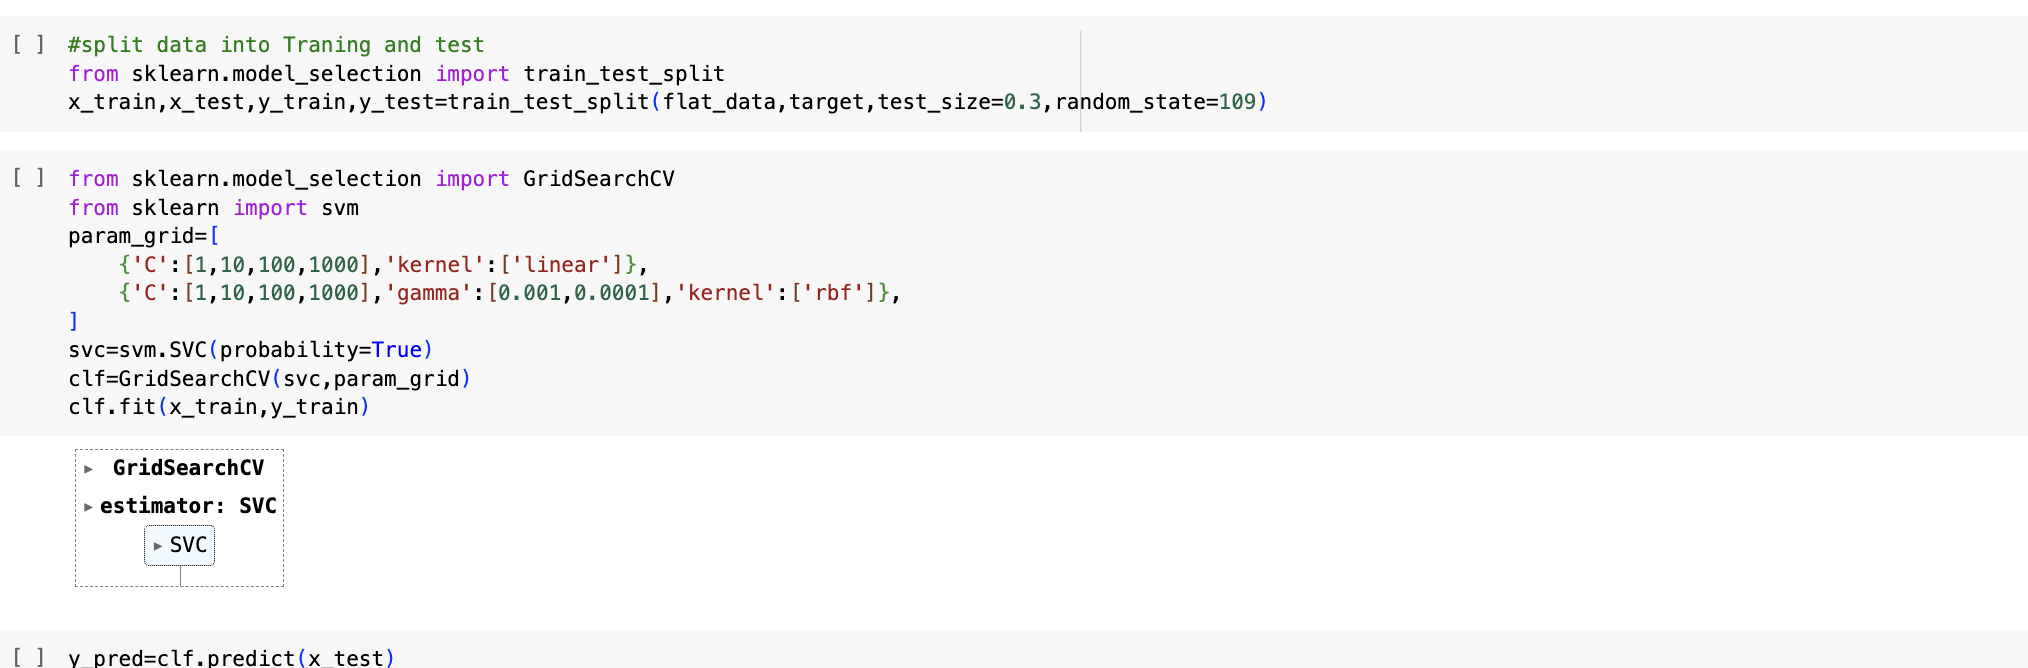 [ ] #split data into Traning and test
from sklearn.model_selection import train_test_split
x_train,x_test,y_train,y_test=train_test_split(flat_data,target,test_size=0.3,random_state=109)
[ ] from sklearn.model_selection import GridSearchCV
from sklearn import svm
param_grid=[
    {'C':[1,10,100,1000],'kernel':['linear']},
    {'C':[1,10,100,1000],'gamma':[0.001,0.0001],'kernel':['rbf']},
]
svc=svm.SVC(probability=True)
clf=GridSearchCV(svc,param_grid)
clf.fit(x_train,y_train)
▸ GridSearchCV
▸ estimator: SVC
▸ SVC
[ ] y_pred=clf.predict(x_test)